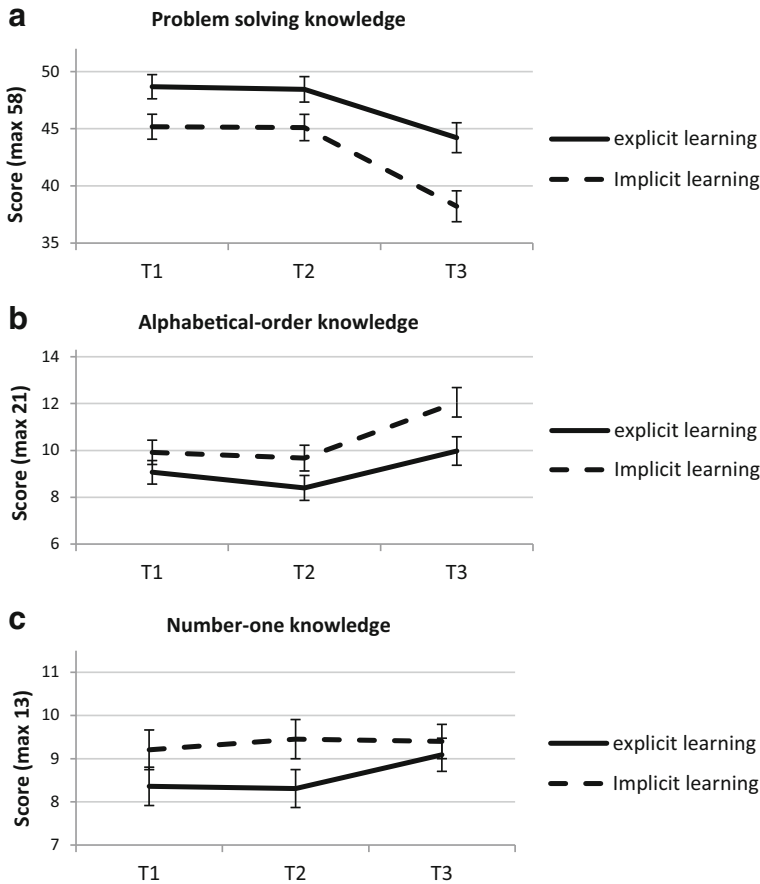 a
Problem solving knowledge
Score (max 58)
50
45
40
35
T1 T2 T3
explicit learning
Implicit learning
b
Alphabetical-order knowledge
Score (max 21)
14
12
10
8
6
T1 T2 T3
explicit learning
Implicit learning
c
Number-one knowledge
Score (max 13)
11
10
9
8
7
T1 T2 T3
explicit learning
Implicit learning